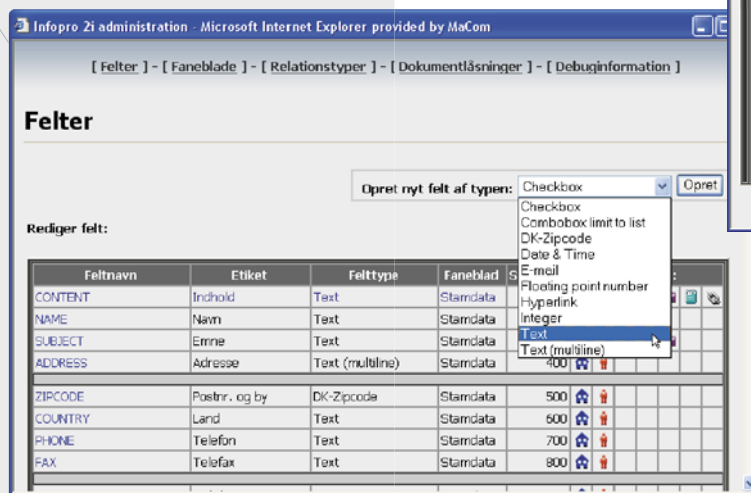 Infopro 2i administration - Microsoft Internet Explorer provided by MaCom
[ Felter ] - [ Faneblade ] - [ Relationstyper ] - [ Dokumentlåsninger ] - [ Debuginformation ]
Felter
Opret nyt felt af typen: Checkbox Opret
Checkbox
Combobox limit to list
DK-Zipcode
Date & Time
E-mail
Floating point number
Hyperlink
Integer
Text
Text (multiline)
Rediger felt:
Feltnavn Etiket Felttype Faneblad S :
CONTENT Indhold Text Stamdata
NAME Navn Text Stamdata
SUBJECT Emne Text Stamdata
ADDRESS Adresse Text (multiline) Stamdata 400
ZIPCODE Postnr. og by DK-Zipcode Stamdata 500
COUNTRY Land Text Stamdata 600
PHONE Telefon Text Stamdata 700
FAX Telefax Text Stamdata 800